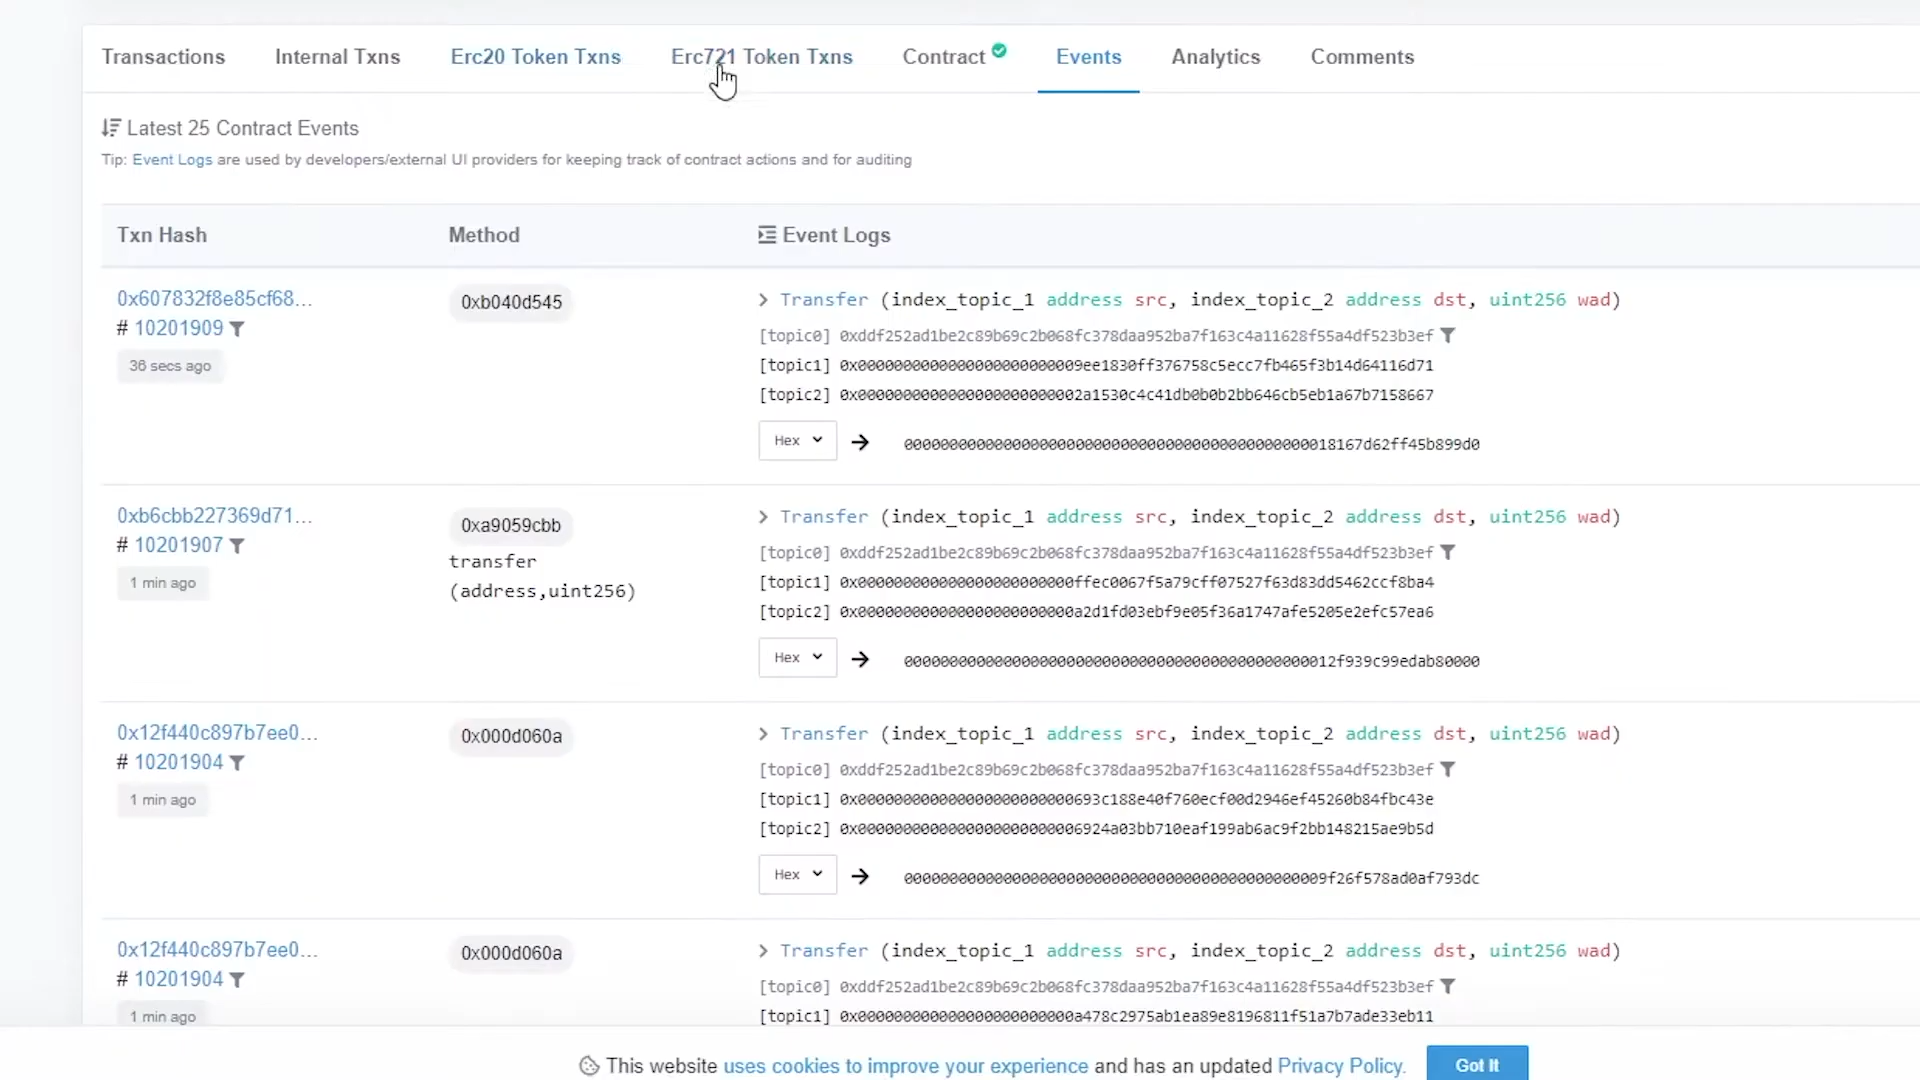 Transactions Internal Txns Erc20 Token Txns Erc721 Token Txns Contract Events Analytics Comments
Latest 25 Contract Events
Tip: Event Logs are used by developers/external UI providers for keeping track of contract actions and for auditing
Txn Hash Method Event Logs
0x607832f8e85cf68... 0xb040d545 > Transfer (index_topic_1 address src, index_topic_2 address dst, uint256 wad)
# 10201909 [topic0] 0xddf252ad1be2c89b69c2b068fc378daa952ba7f163c4a11628f55a4df523b3ef
36 secs ago [topic1] 0x0000000000000000000000009ee1830ff376758c5ecc7fb465f3b14d64116d71
[topic2] 0x0000000000000000000000002a1530c4c41db0b0b2bb646cb5eb1a67b7158667
Hex → 000000000000000000000000000000000000000000000018167d62ff45b899d0
0xb6cbb227369d71... 0xa9059cbb > Transfer (index_topic_1 address src, index_topic_2 address dst, uint256 wad)
# 10201907 transfer [topic0] 0xddf252ad1be2c89b69c2b068fc378daa952ba7f163c4a11628f55a4df523b3ef
1 min ago (address,uint256) [topic1] 0x000000000000000000000000ffec0067f5a79cff07527f63d83dd5462ccf8ba4
[topic2] 0x000000000000000000000000a2d1fd03ebf9e05f36a1747afe5205e2efc57ea6
Hex → 000000000000000000000000000000000000000000000012f939c99edab80000
0x12f440c897b7ee0... 0x000d060a > Transfer (index_topic_1 address src, index_topic_2 address dst, uint256 wad)
# 10201904 [topic0] 0xddf252ad1be2c89b69c2b068fc378daa952ba7f163c4a11628f55a4df523b3ef
1 min ago [topic1] 0x000000000000000000000000693c188e40f760ecf00d2946ef45260b84fbc43e
[topic2] 0x0000000000000000000000006924a03bb710eaf199ab6ac9f2bb148215ae9b5d
Hex → 000000000000000000000000000000000000000000000009f26f578ad0af793dc
0x12f440c897b7ee0... 0x000d060a > Transfer (index_topic_1 address src, index_topic_2 address dst, uint256 wad)
# 10201904 [topic0] 0xddf252ad1be2c89b69c2b068fc378daa952ba7f163c4a11628f55a4df523b3ef
1 min ago [topic1] 0x000000000000000000000000a478c2975ab1ea89e8196811f51a7b7ade33eb11
This website uses cookies to improve your experience and has an updated Privacy Policy. Got It